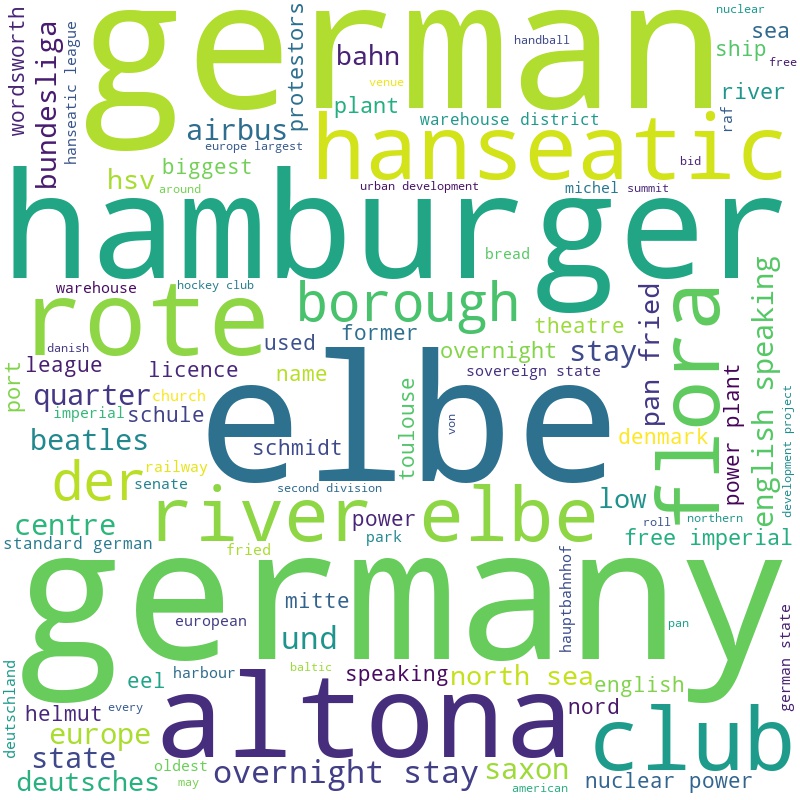 wordsworth
bundesliga
hanseatic league
german
protestors
nuclear
handball
sea
bahn
ship
free
venue
plant
river
airbus
warehouse district
raf
europe largest
hanseatic
biggest
bid
hsv
around
urban development
michel
summit
hamburger
bread
warehouse
hockey club
rote
borough
pan fried
flora
english speaking
theatre
former
used
danish
overnight
stay
league
licence
name
sovereign state
port
quarter
church
toulouse
power plant
imperial
schule
elbe
von
development project
beatles
schmidt
denmark
railway
der
senate
second division
low
river elbe
power
roll
northern
centre
park
free imperial
standard german
fried
germany
hauptbahnhof
mitte
european
pan
und
german state
deutschland
baltic
harbour
speaking
north sea
eel
english
altona
every
helmut
nord
club
europe
state
oldest
overnight stay
saxon
deutsches
may
nuclear power
american